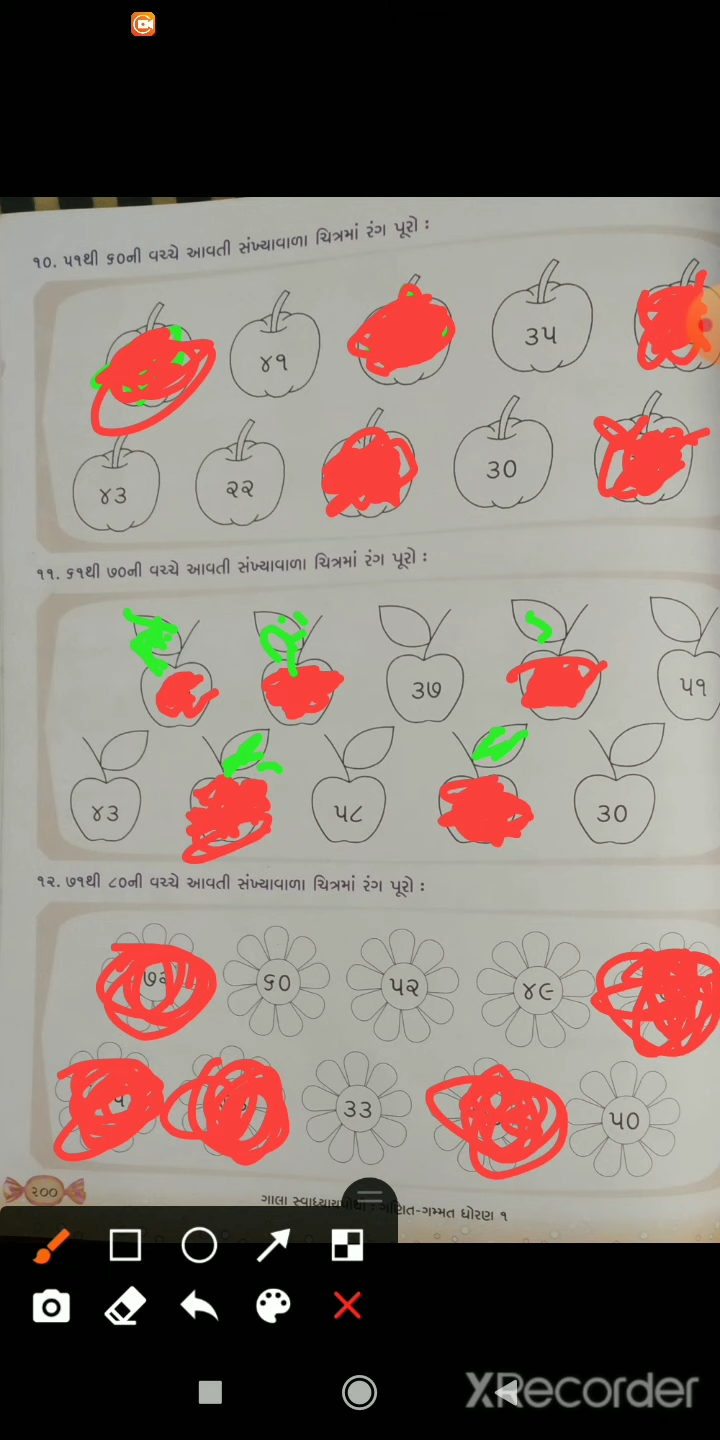 ૧૦. ૫૧થી ૬૦ની વચ્ચે આવતી સંખ્યાવાળા ચિત્રમાં રંગ પૂરો :
૪૧ ૩૫
૪૩ ૨૨ ૩૦
૧૧. ૬૧થી ૭૦ની વચ્ચે આવતી સંખ્યાવાળા ચિત્રમાં રંગ પૂરો :
૩૭ ૫૧
૪૩ ૫૮ ૩૦
૧૨. ૭૧થી ૮૦ની વચ્ચે આવતી સંખ્યાવાળા ચિત્રમાં રંગ પૂરો :
૭૨ ૬૦ ૫૨ ૪૯
૩૩ ૫૦
૨૦૦
ગાલા સ્વાધ્યાયપોથી : ગણિત-ગમ્મત ધોરણ ૧
XRecorder